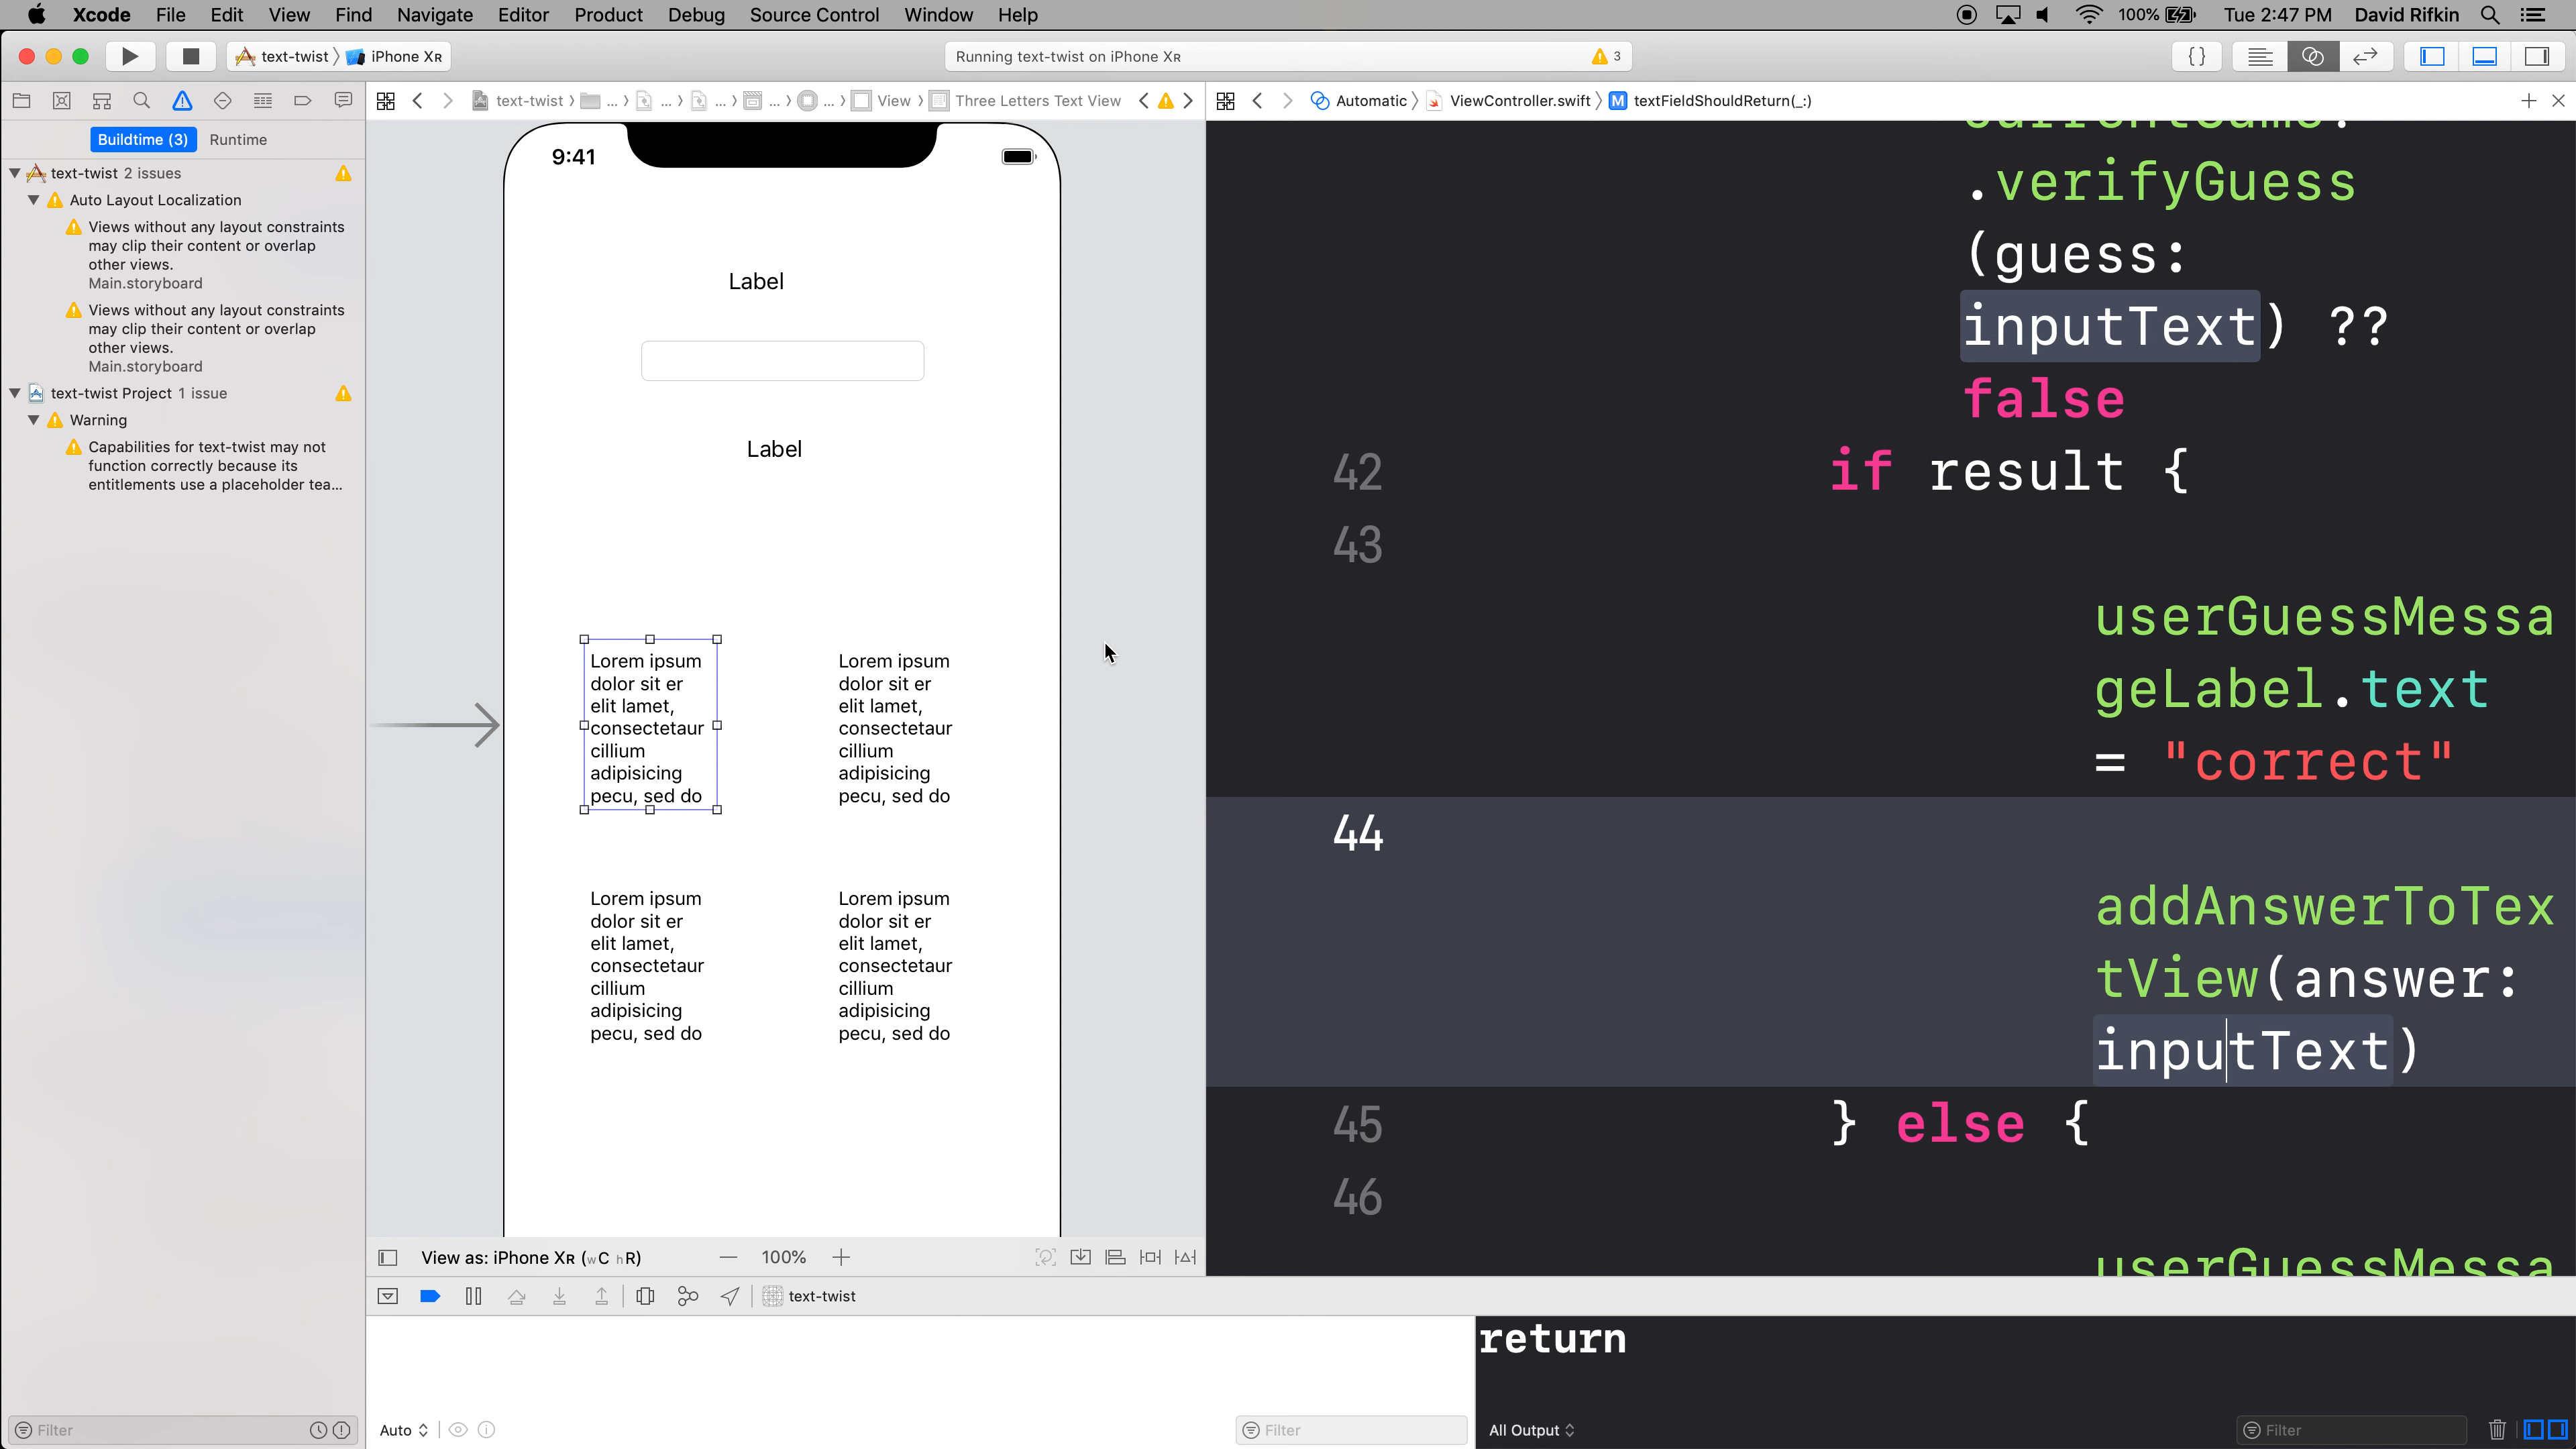 Xcode File Edit View Find Navigate Editor Product Debug Source Control Window Help 100% Tue 2:47 PM David Rifkin
text-twist iPhone XR Running text-twist on iPhone XR 3
text-twist ... ... ... ... ... View Three Letters Text View
Automatic ViewController.swift M textFieldShouldReturn(_:)
Buildtime (3) Runtime
text-twist 2 issues
Auto Layout Localization
Views without any layout constraints
may clip their content or overlap
other views.
Main.storyboard
Views without any layout constraints
may clip their content or overlap
other views.
Main.storyboard
text-twist Project 1 issue
Warning
Capabilities for text-twist may not
function correctly because its
entitlements use a placeholder tea...
Filter
9:41
Label
Label
Lorem ipsum
dolor sit er
elit lamet,
consectetaur
cillium
adipisicing
pecu, sed do
Lorem ipsum
dolor sit er
elit lamet,
consectetaur
cillium
adipisicing
pecu, sed do
Lorem ipsum
dolor sit er
elit lamet,
consectetaur
cillium
adipisicing
pecu, sed do
Lorem ipsum
dolor sit er
elit lamet,
consectetaur
cillium
adipisicing
pecu, sed do
View as: iPhone XR (wC hR) 100%
.verifyGuess
(guess:
inputText) ??
false
42 if result {
43
userGuessMessa
geLabel.text
= "correct"
44
addAnswerToTex
tView(answer:
inputText)
45 } else {
46
userGuessMessa
text-twist
return
Auto Filter
All Output Filter